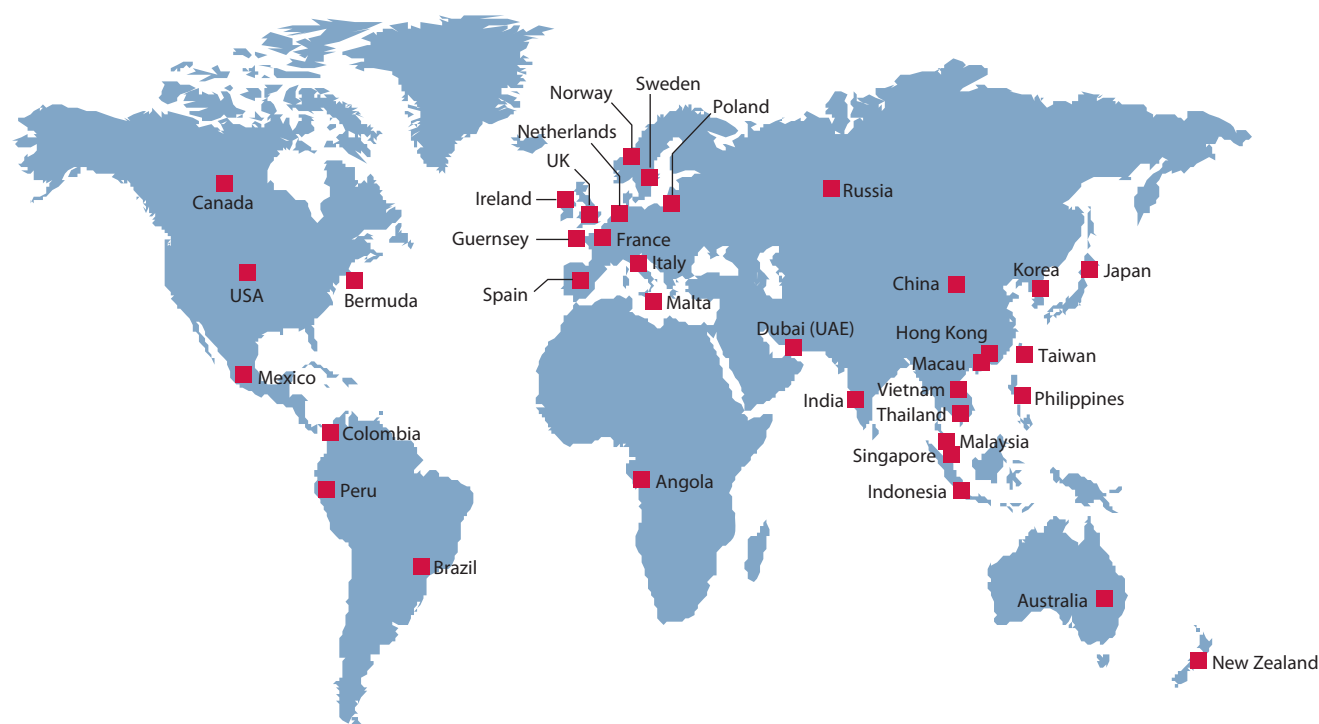 Sweden
Norway
Poland
Netherlands
UK
Ireland
Guernsey
France
Italy
Spain
Malta
Canada
USA
Bermuda
Mexico
Colombia
Peru
Brazil
Angola
Russia
China
Korea
Japan
Dubai (UAE)
Hong Kong
Macau
Taiwan
India
Vietnam
Philippines
Thailand
Malaysia
Singapore
Indonesia
Australia
New Zealand